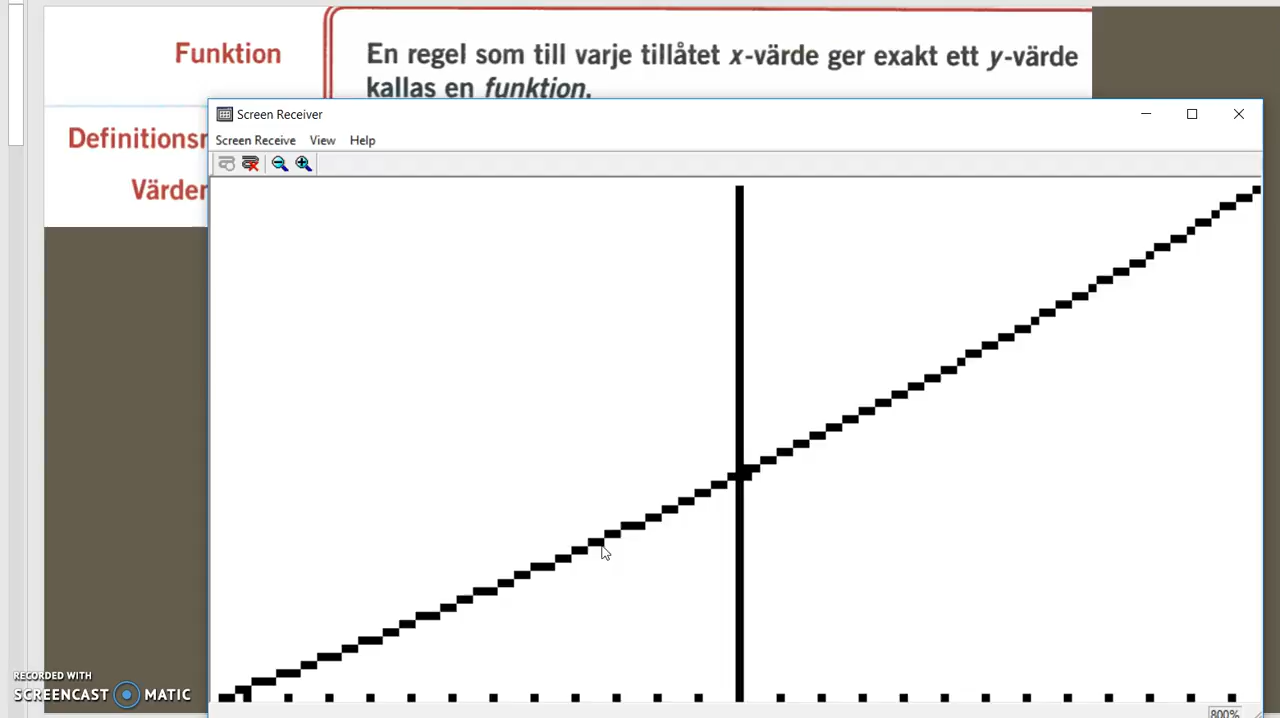 Funktion
En regel som till varje tillåtet x-värde ger exakt ett y-värde
kallas en funktion.
Definitionsr
Värder
Screen Receiver
Screen Receive View Help
RECORDED WITH
SCREENCAST MATIC
800%